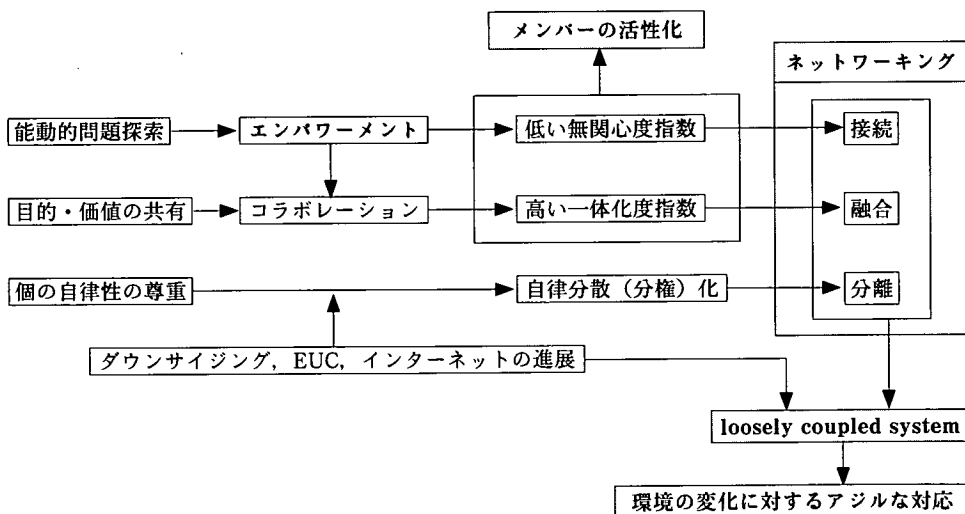 メンバーの活性化
ネットワーキング
能動的問題探索
エンパワーメント
低い無関心度指数
接続
目的・価値の共有
コラボレーション
高い一体化度指数
融合
個の自律性の尊重
自律分散（分権）化
分離
ダウンサイジング，EUC，インターネットの進展
loosely coupled system
環境の変化に対するアジルな対応